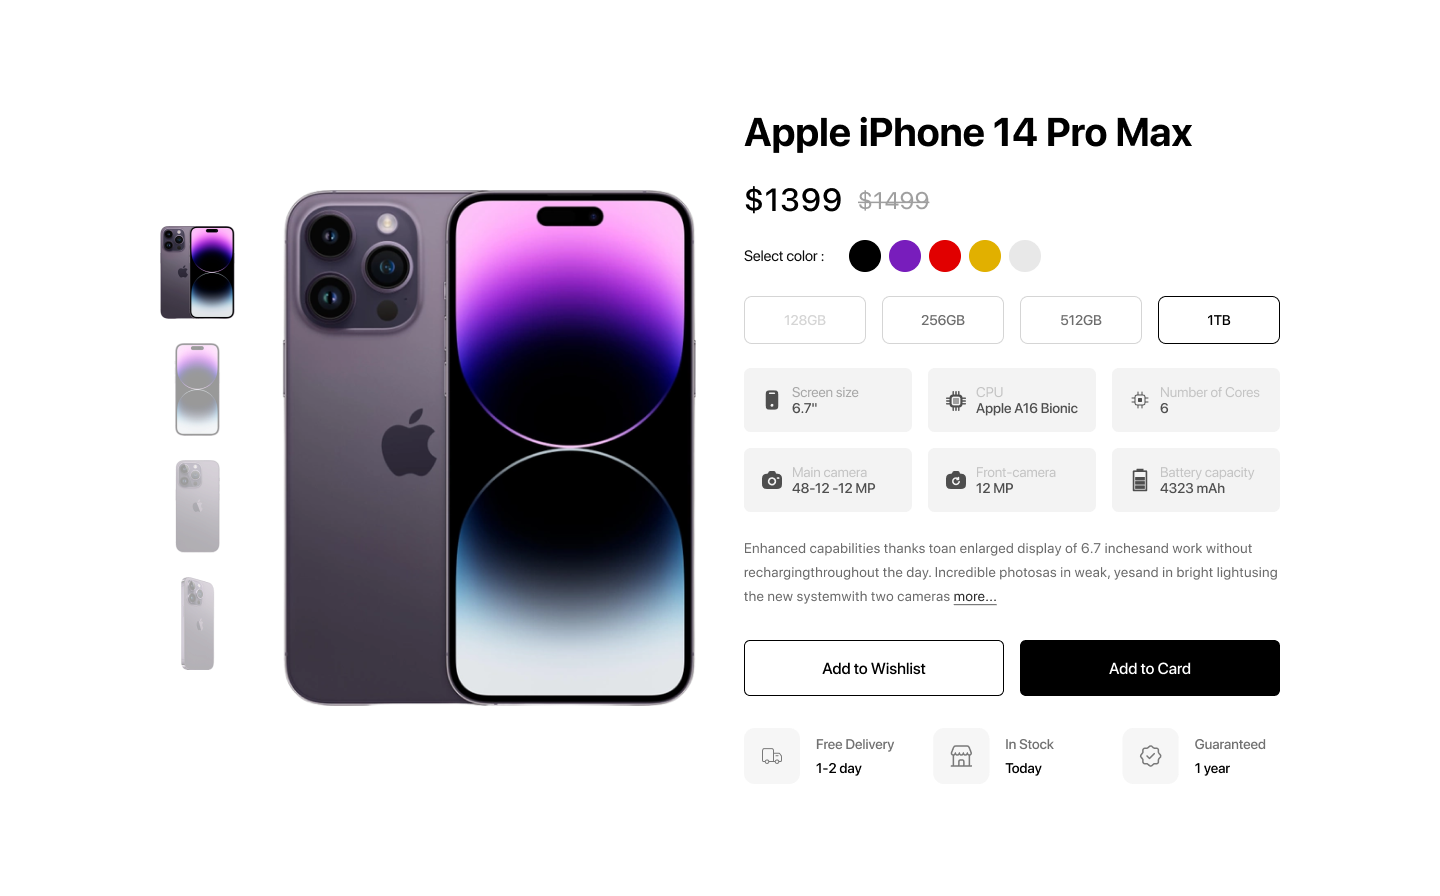 Apple iPhone 14 Pro Max
$1399 $1499
Select color :
128GB 256GB 512GB 1TB
Screen size
6.7"
CPU
Apple A16 Bionic
Number of Cores
6
Main camera
48-12 -12 MP
Front-camera
12 MP
Battery capacity
4323 mAh
Enhanced capabilities thanks toan enlarged display of 6.7 inchesand work without
rechargingthroughout the day. Incredible photosas in weak, yesand in bright lightusing
the new systemwith two cameras more...
Add to Wishlist
Add to Card
Free Delivery
1-2 day
In Stock
Today
Guaranteed
1 year